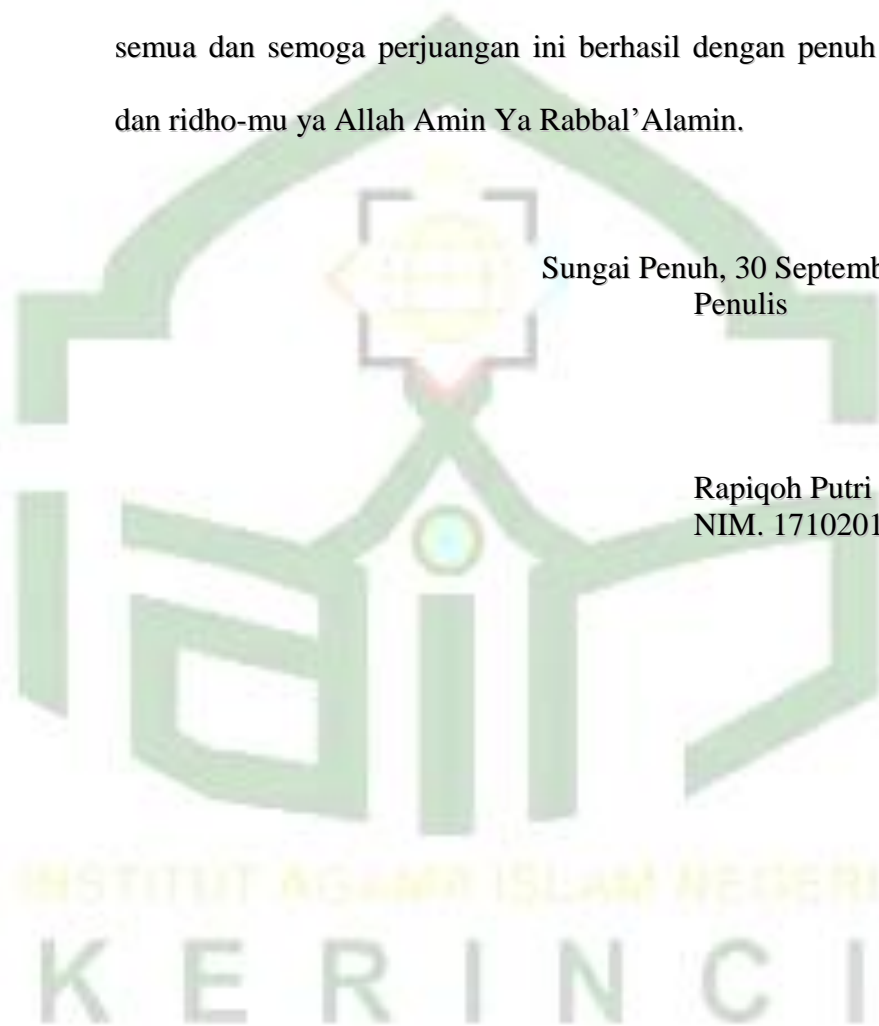 semua dan semoga perjuangan ini berhasil dengan penuh
dan ridho-mu ya Allah Amin Ya Rabbal’Alamin.
Sungai Penuh, 30 Septemb
Penulis
Rapiqoh Putri
NIM. 1710201
INSTITUT AGAMA ISLAM NEGERI
KERINCI